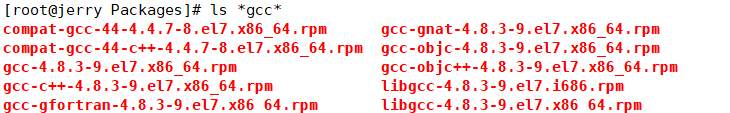 [root@jerry Packages]# ls *gcc*
compat-gcc-44-4.4.7-8.el7.x86_64.rpm gcc-gnat-4.8.3-9.el7.x86_64.rpm
compat-gcc-44-c++-4.4.7-8.el7.x86_64.rpm gcc-objc-4.8.3-9.el7.x86_64.rpm
gcc-4.8.3-9.el7.x86_64.rpm gcc-objc++-4.8.3-9.el7.x86_64.rpm
gcc-c++-4.8.3-9.el7.x86_64.rpm libgcc-4.8.3-9.el7.i686.rpm
gcc-gfortran-4.8.3-9.el7.x86_64.rpm libgcc-4.8.3-9.el7.x86_64.rpm